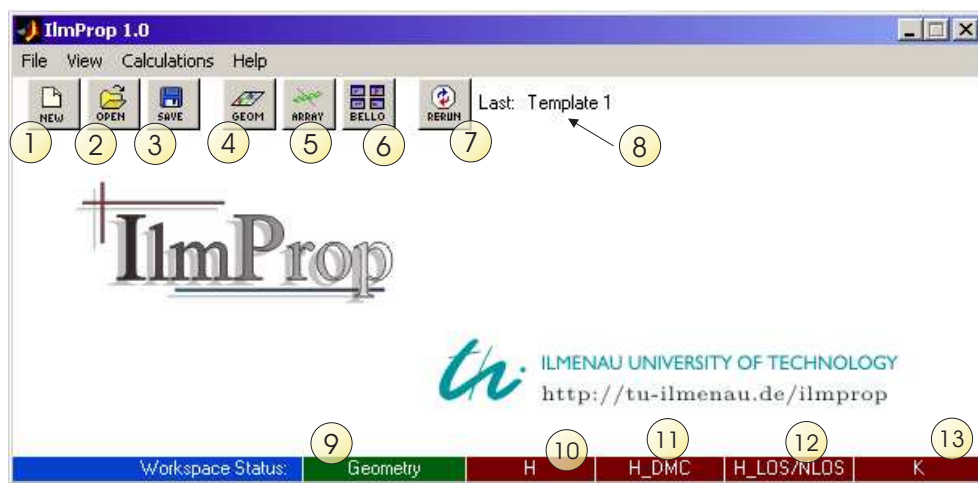 IlmProp 1.0
File View Calculations Help
NEW OPEN SAVE GEOM ARRAY BELLO RERUN Last: Template 1
1 2 3 4 5 6 7 8
IlmProp
th. ILMENAU UNIVERSITY OF TECHNOLOGY
http://tu-ilmenau.de/ilmprop
9 10 11 12 13
Workspace Status: Geometry H H_DMC H_LOS/NLOS K